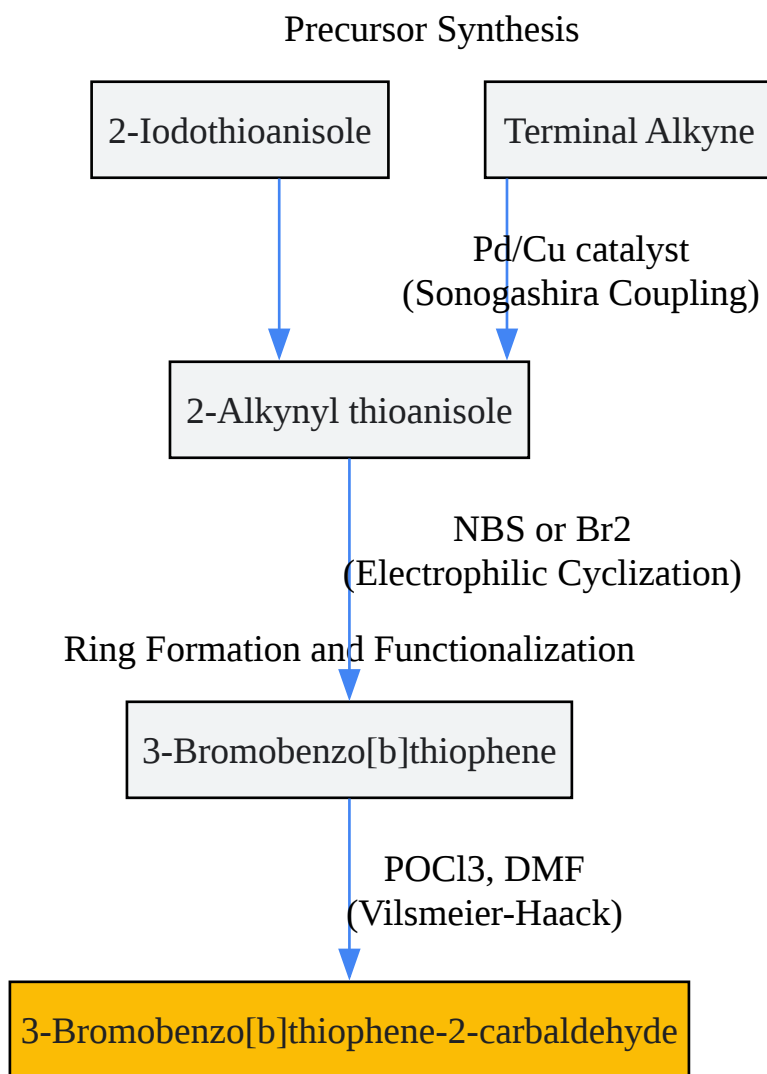 Precursor Synthesis
2-Iodothioanisole
Terminal Alkyne
Pd/Cu catalyst
(Sonogashira Coupling)
2-Alkynyl thioanisole
NBS or Br2
(Electrophilic Cyclization)
Ring Formation and Functionalization
3-Bromobenzo[b]thiophene
POCl3, DMF
(Vilsmeier-Haack)
3-Bromobenzo[b]thiophene-2-carbaldehyde